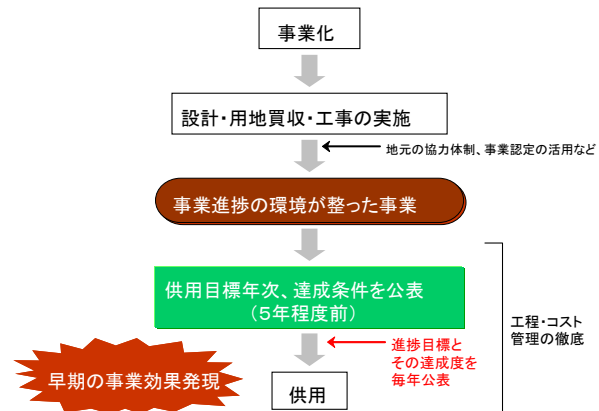 事業化
設計・用地買収・工事の実施
地元の協力体制、事業認定の活用など
事業進捗の環境が整った事業
供用目標年次、達成条件を公表
（５年程度前）
工程・コスト
管理の徹底
進捗目標と
その達成度を
毎年公表
早期の事業効果発現
供用